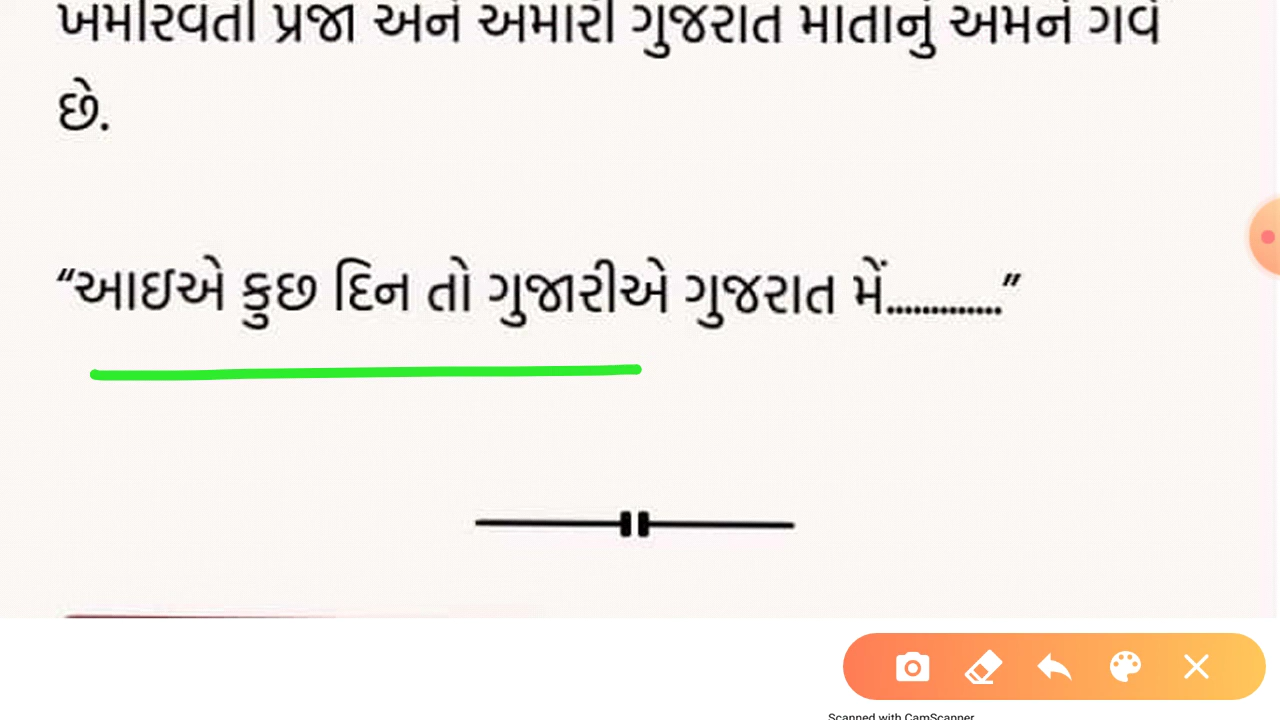 ખમીરવંતી પ્રજા અને અમારી ગુજરાત માતાનું અમને ગર્વ
છે.
“આઇએ કુછ દિન તો ગુજારીએ ગુજરાત મેં.............”
Scanned with CamScanner